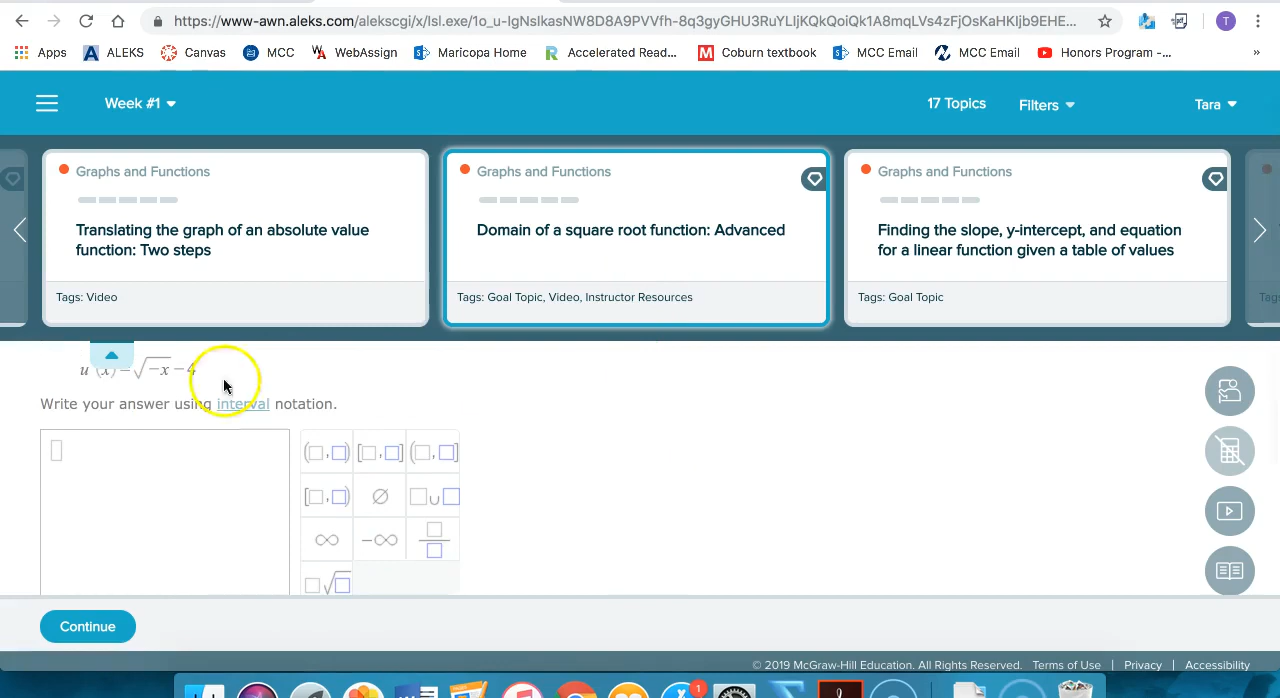 https://www-awn.aleks.com/alekscgi/x/lsl.exe/1o_u-IgNslkasNW8D8A9PVVfh-8q3gyGHU3RuYLIjKQkQoiQk1A8mqLVs4zFjOsKaHKIjb9EHE...
T
Apps ALEKS Canvas MCC WebAssign Maricopa Home Accelerated Read... Coburn textbook MCC Email MCC Email Honors Program -... »
Week #1 17 Topics Filters Tara
Graphs and Functions
Translating the graph of an absolute value
function: Two steps
Tags: Video
Graphs and Functions
Domain of a square root function: Advanced
Tags: Goal Topic, Video, Instructor Resources
Graphs and Functions
Finding the slope, y-intercept, and equation
for a linear function given a table of values
Tags: Goal Topic
Tag
u (x) = √−x − 4
Write your answer using interval notation.
(□,□) [□,□] (□,□]
[□,□) ∅ □∪□
∞ −∞ □/□
□√□
Continue
© 2019 McGraw-Hill Education. All Rights Reserved. Terms of Use | Privacy | Accessibility
1